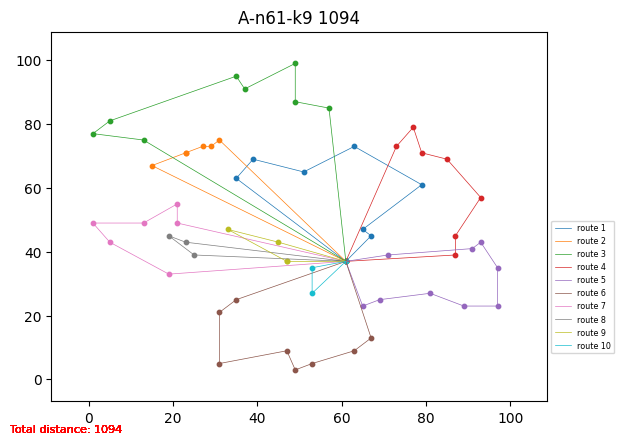 A-n61-k9 1094
100
80
60
40
20
0
0 20 40 60 80 100
route 1
route 2
route 3
route 4
route 5
route 6
route 7
route 8
route 9
route 10
Total distance: 1094